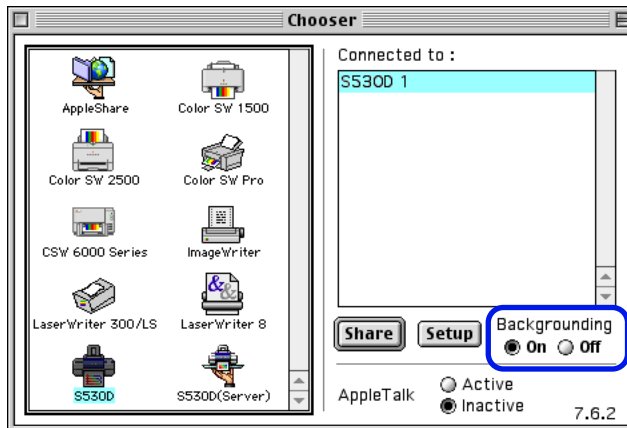 Chooser
AppleShare
Color SW 1500
Color SW 2500
Color SW Pro
CSW 6000 Series
ImageWriter
LaserWriter 300/LS
LaserWriter 8
S530D
S530D(Server)
Connected to :
S530D 1
Share
Setup
Backgrounding
On Off
AppleTalk
Active
Inactive
7.6.2